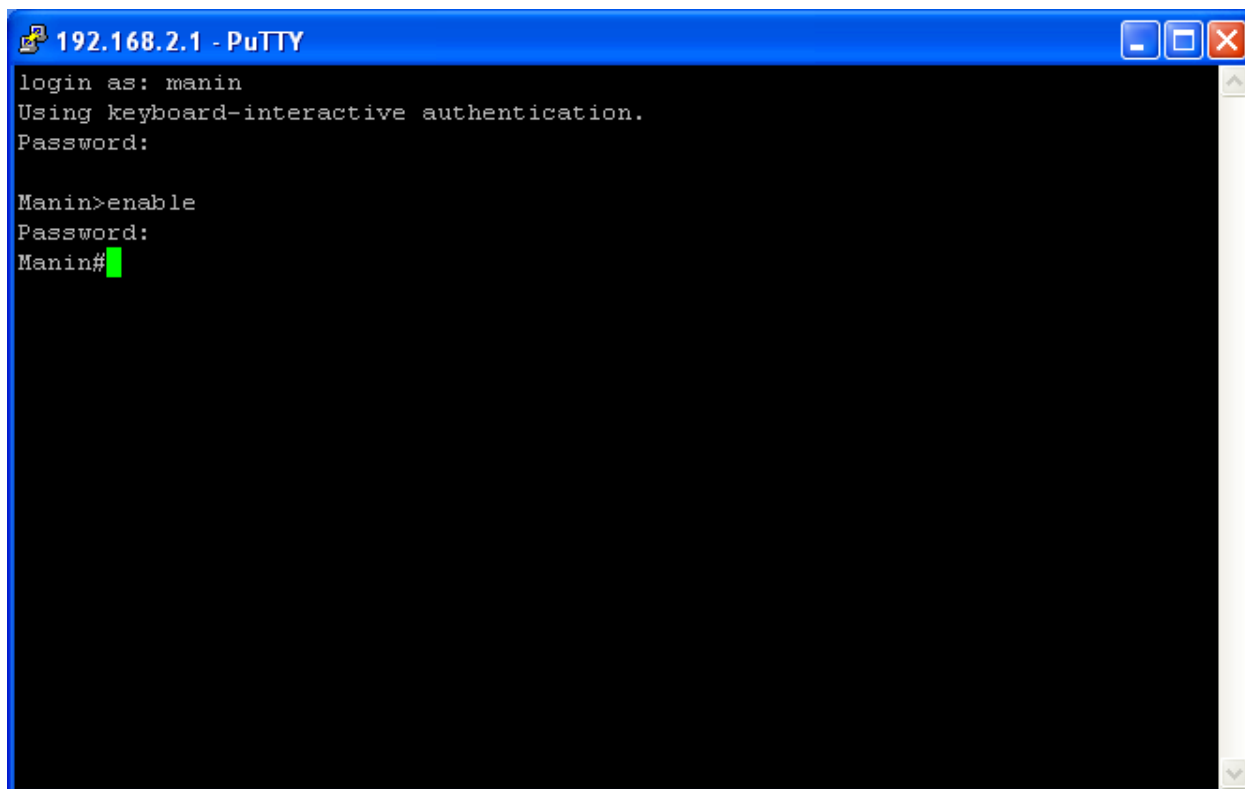 192.168.2.1 - PuTTY
login as: manin
Using keyboard-interactive authentication.
Password:
Manin>enable
Password:
Manin#